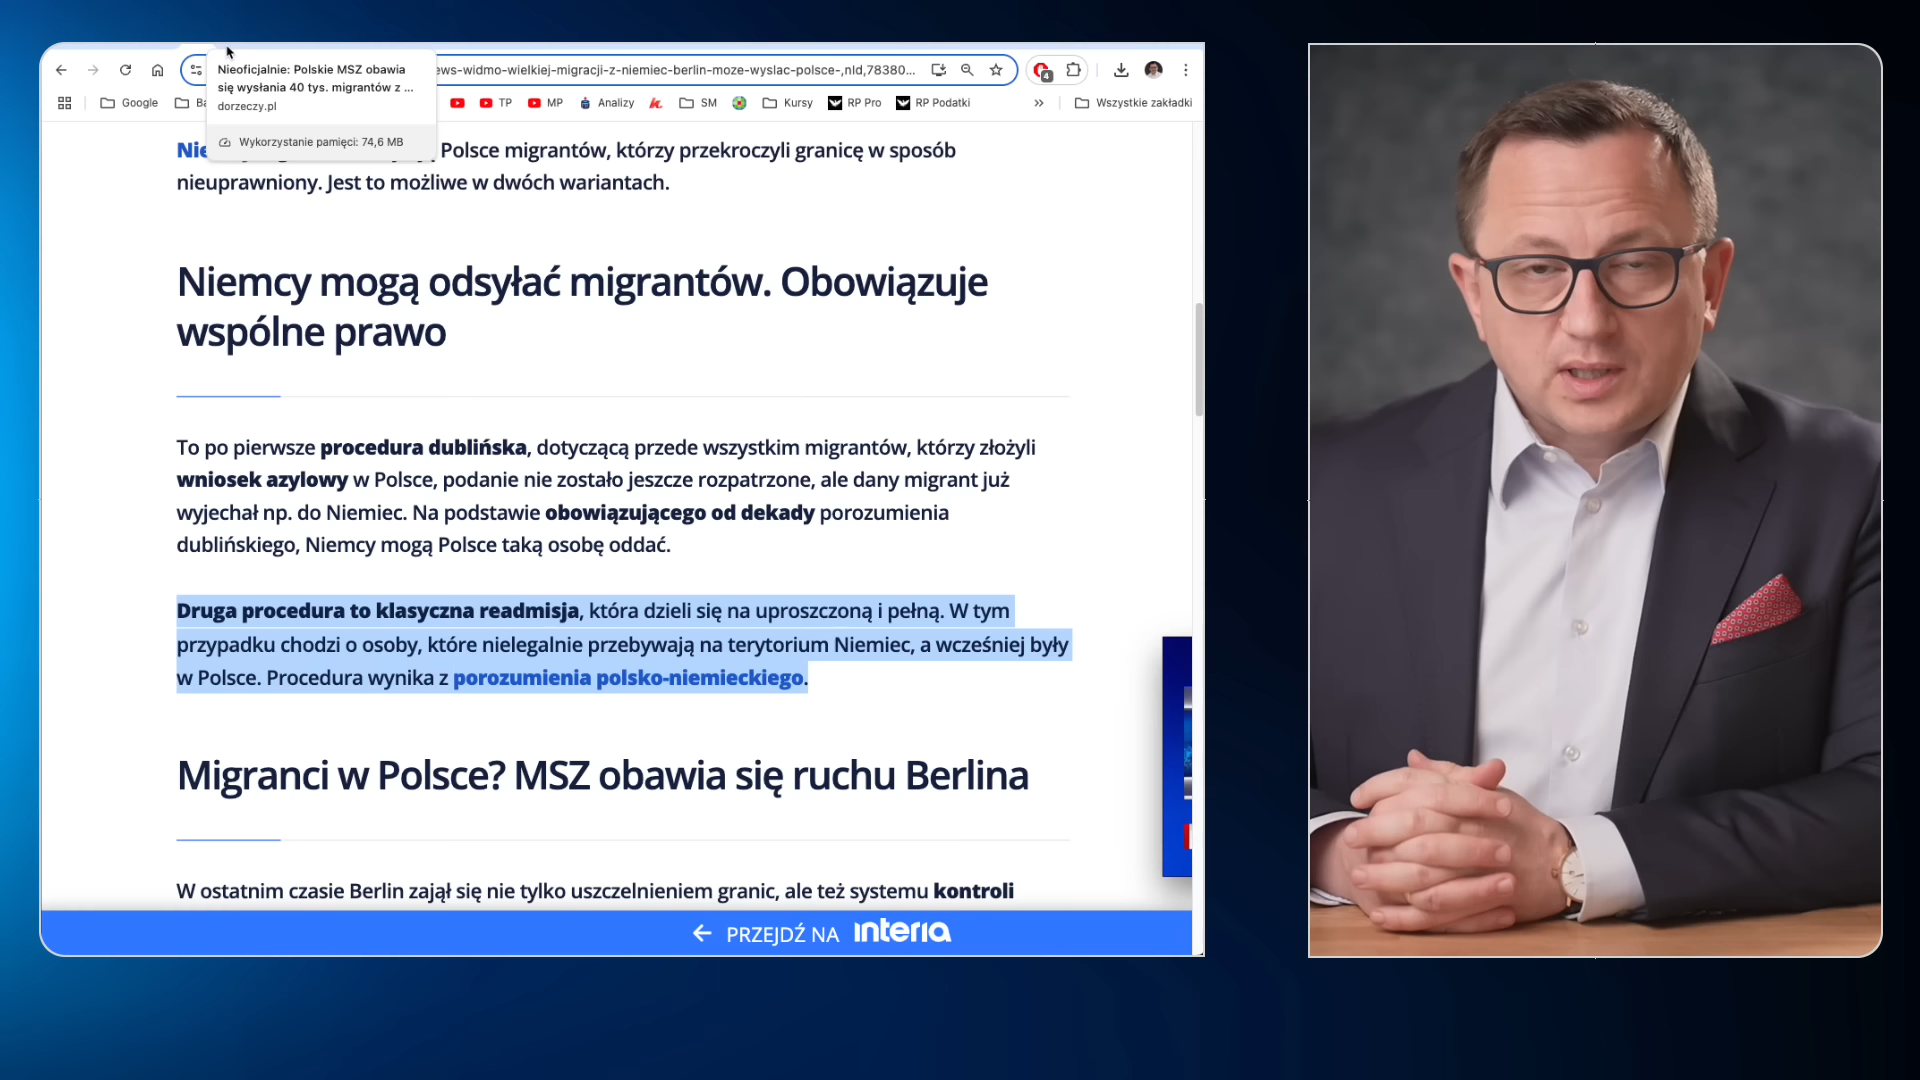 Nieoficjalnie: Polskie MSZ obawia
się wysłania 40 tys. migrantów z ...
dorzeczy.pl
Wykorzystanie pamięci: 74,6 MB
ews-widmo-wielkiej-migracji-z-niemiec-berlin-moze-wyslac-polsce-,nld,78380...
4
Google
Ba
TP
MP
Analizy
SM
Kursy
RP Pro
RP Podatki
»
Wszystkie zakładki
Nie Polsce migrantów, którzy przekroczyli granicę w sposób
nieuprawniony. Jest to możliwe w dwóch wariantach.
Niemcy mogą odsyłać migrantów. Obowiązuje
wspólne prawo
To po pierwsze procedura dublińska, dotyczącą przede wszystkim migrantów, którzy złożyli
wniosek azylowy w Polsce, podanie nie zostało jeszcze rozpatrzone, ale dany migrant już
wyjechał np. do Niemiec. Na podstawie obowiązującego od dekady porozumienia
dublińskiego, Niemcy mogą Polsce taką osobę oddać.
Druga procedura to klasyczna readmisja, która dzieli się na uproszczoną i pełną. W tym
przypadku chodzi o osoby, które nielegalnie przebywają na terytorium Niemiec, a wcześniej były
w Polsce. Procedura wynika z porozumienia polsko-niemieckiego.
Migranci w Polsce? MSZ obawia się ruchu Berlina
W ostatnim czasie Berlin zajął się nie tylko uszczelnieniem granic, ale też systemu kontroli
PRZEJDŹ NA interia